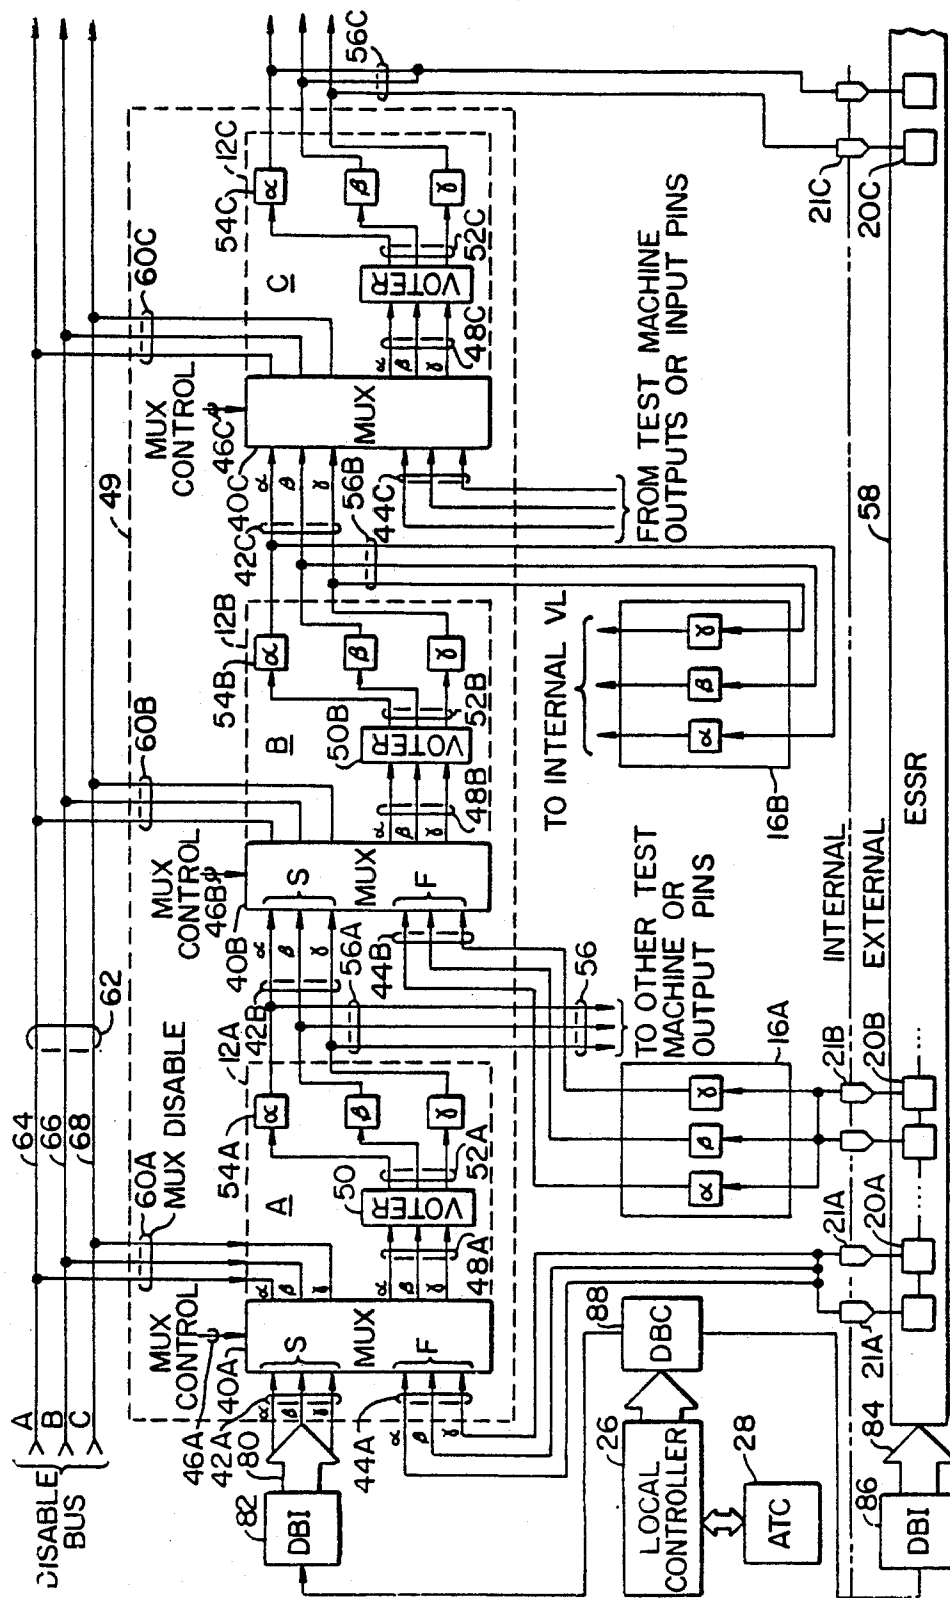 DISABLE BUS
A
B
C
64
66
68
62
60A
MUX DISABLE
60B
60C
49
MUX CONTROL
46A
42A
40A
80
82
DBI
44A
α
β
γ
S
MUX
F
α
β
γ
α
β
γ
α
β
γ
48A
A
50
VOTER
52A
54A
α
β
γ
12A
42B
56A
MUX CONTROL
46B
40B
α
β
γ
S
MUX
F
44B
α
β
γ
48B
B
50B
VOTER
52B
54B
α
β
γ
12B
42C
56B
MUX CONTROL
46C
40C
α
β
γ
MUX
44C
α
β
γ
48C
C
VOTER
52C
54C
α
β
γ
12C
56C
56
TO OTHER TEST
MACHINE OR
OUTPUT PINS
TO INTERNAL VL
FROM TEST MACHINE
OUTPUTS OR INPUT PINS
16A
α
β
γ
16B
α
β
γ
26
LOCAL
CONTROLLER
28
ATC
88
DBC
INTERNAL
EXTERNAL
21A
21A
20A
21B
20B
21C
20C
58
ESSR
84
86
DBI